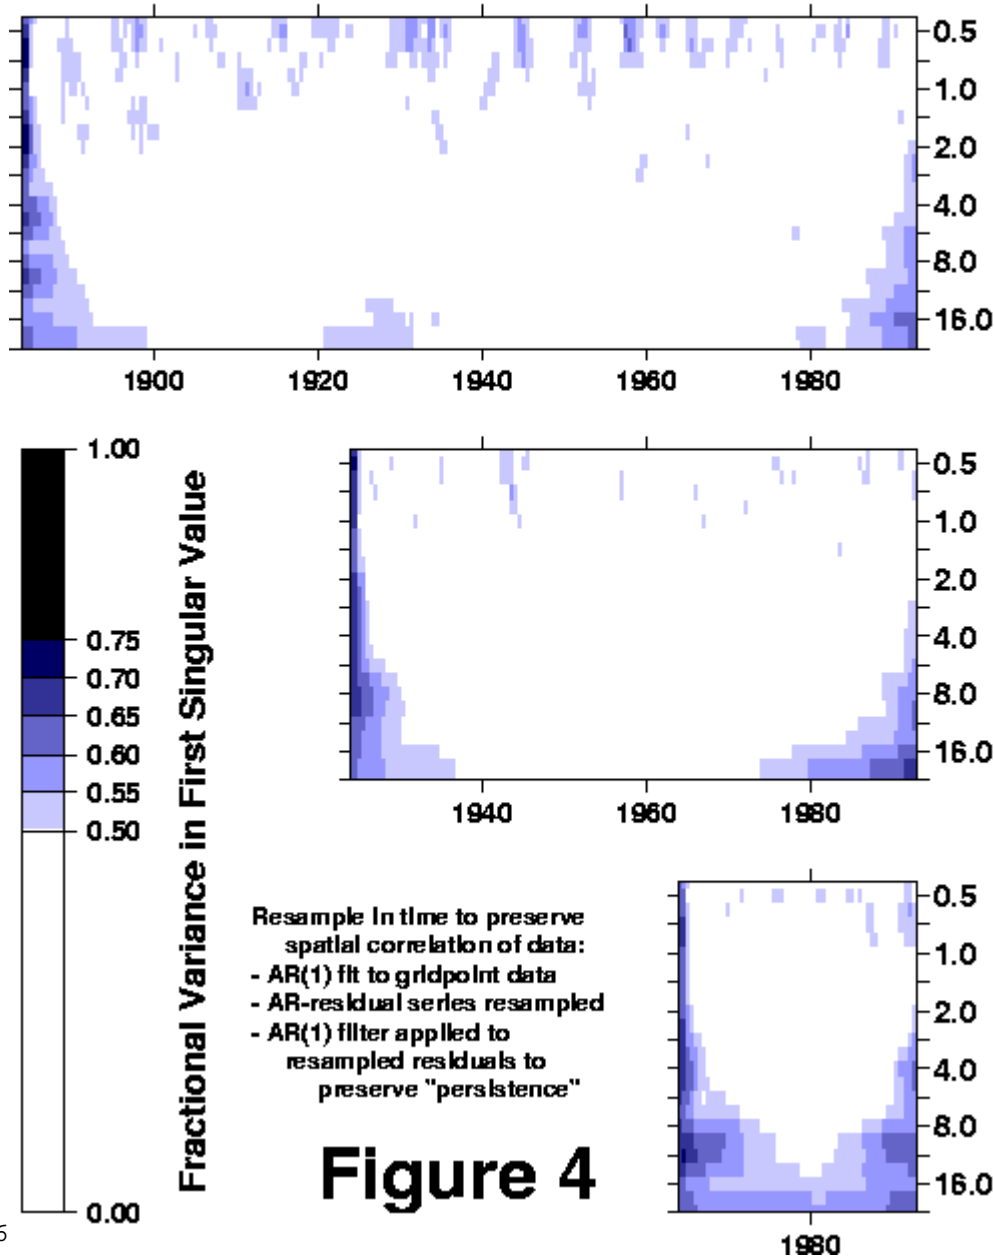 0.5
1.0
2.0
4.0
8.0
16.0
1900 1920 1940 1960 1980
1.00
0.75
0.70
0.65
0.60
0.55
0.50
0.00
Fractional Variance in First Singular Value
0.5
1.0
2.0
4.0
8.0
16.0
1940 1960 1980
Resample in time to preserve
spatial correlation of data:
- AR(1) fit to gridpoint data
- AR-residual series resampled
- AR(1) filter applied to
resampled residuals to
preserve "persistence"
Figure 4
0.5
1.0
2.0
4.0
8.0
16.0
1980